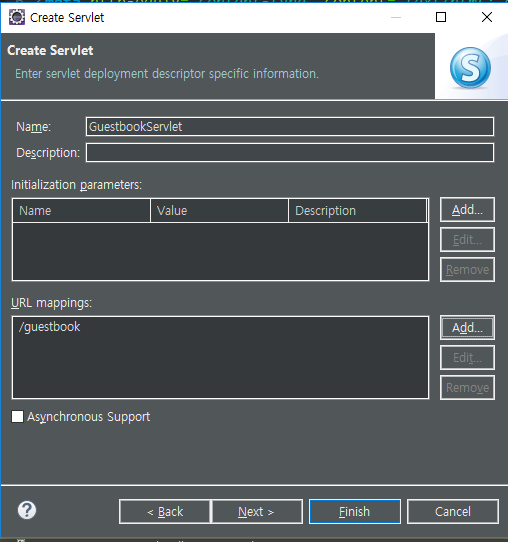 Create Servlet
Create Servlet
Enter servlet deployment descriptor specific information.
S
Name: GuestbookServlet
Description:
Initialization parameters:
Name Value Description
Add...
Edit...
Remove
URL mappings:
/guestbook
Add...
Edit...
Remove
Asynchronous Support
? < Back Next > Finish Cancel